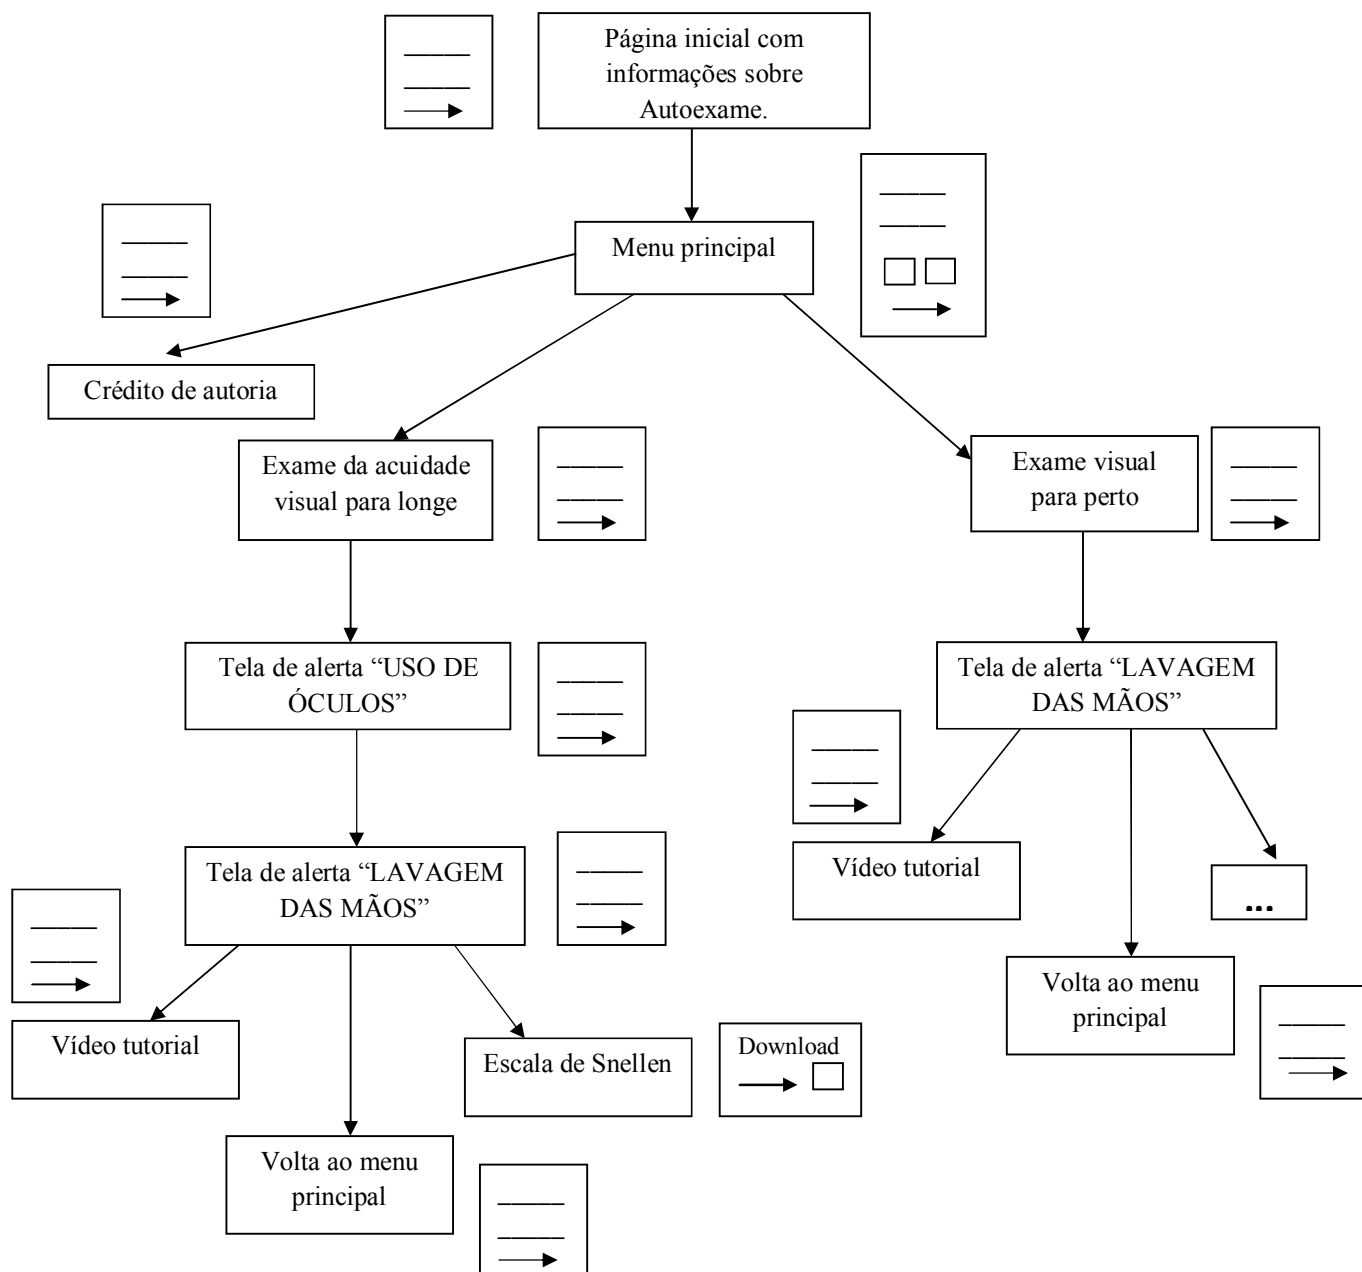 Página inicial com
informações sobre
Autoexame.
Menu principal
Crédito de autoria
Exame da acuidade
visual para longe
Exame visual
para perto
Tela de alerta “USO DE
ÓCULOS”
Tela de alerta “LAVAGEM
DAS MÃOS”
Tela de alerta “LAVAGEM
DAS MÃOS”
Vídeo tutorial
...
Volta ao menu
principal
Vídeo tutorial
Escala de Snellen
Download
Volta ao menu
principal